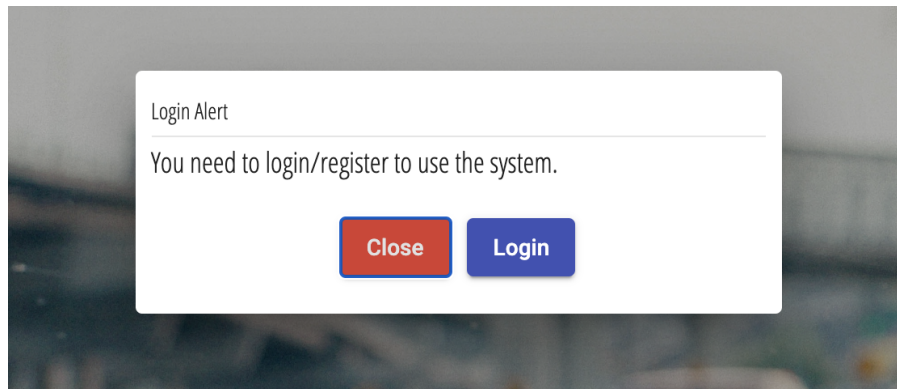 Login Alert
You need to login/register to use the system.
Close Login